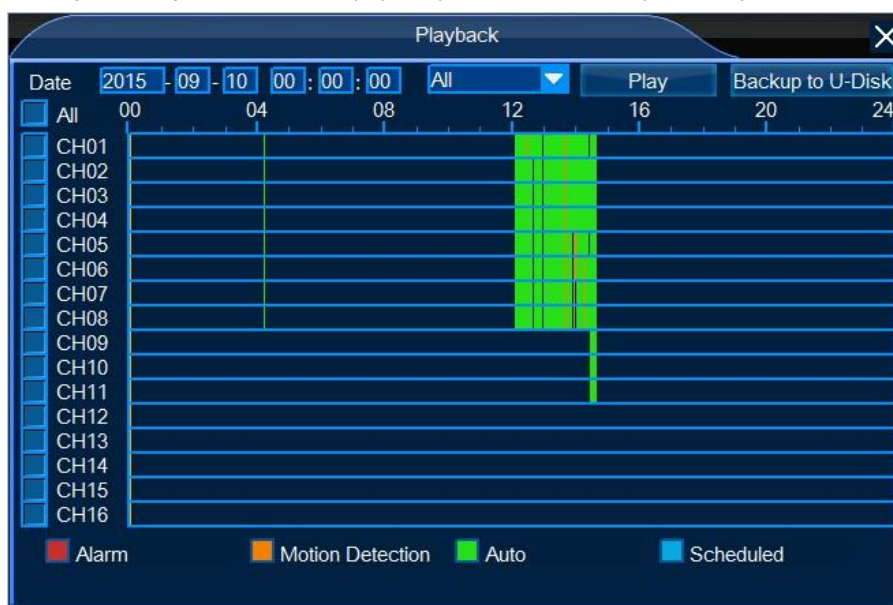 Playback
Date 2015 - 09 - 10 00 : 00 : 00 All Play Backup to U-Disk
All 00 04 08 12 16 20 24
CH01
CH02
CH03
CH04
CH05
CH06
CH07
CH08
CH09
CH10
CH11
CH12
CH13
CH14
CH15
CH16
Alarm Motion Detection Auto Scheduled